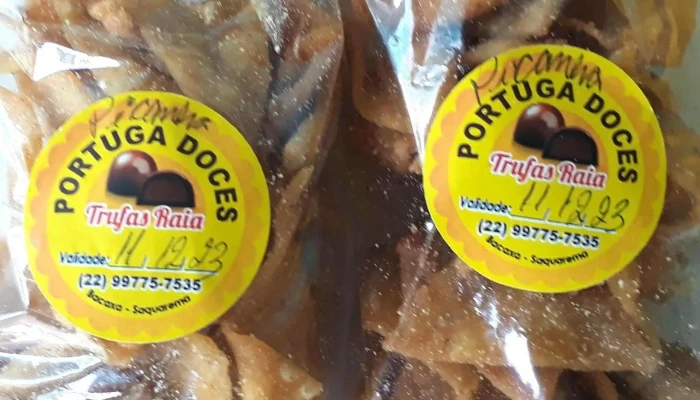 Picanha
PORTUGA DOCES
Trufas Raia
Validade: 11, 12, 23
(22) 99775-7535
Bacaxa - Saquarema
Picanha
PORTUGA DOCES
Trufas Raia
Validade: 11, 12, 23
(22) 99775-7535
Bacaxa - Saquarema